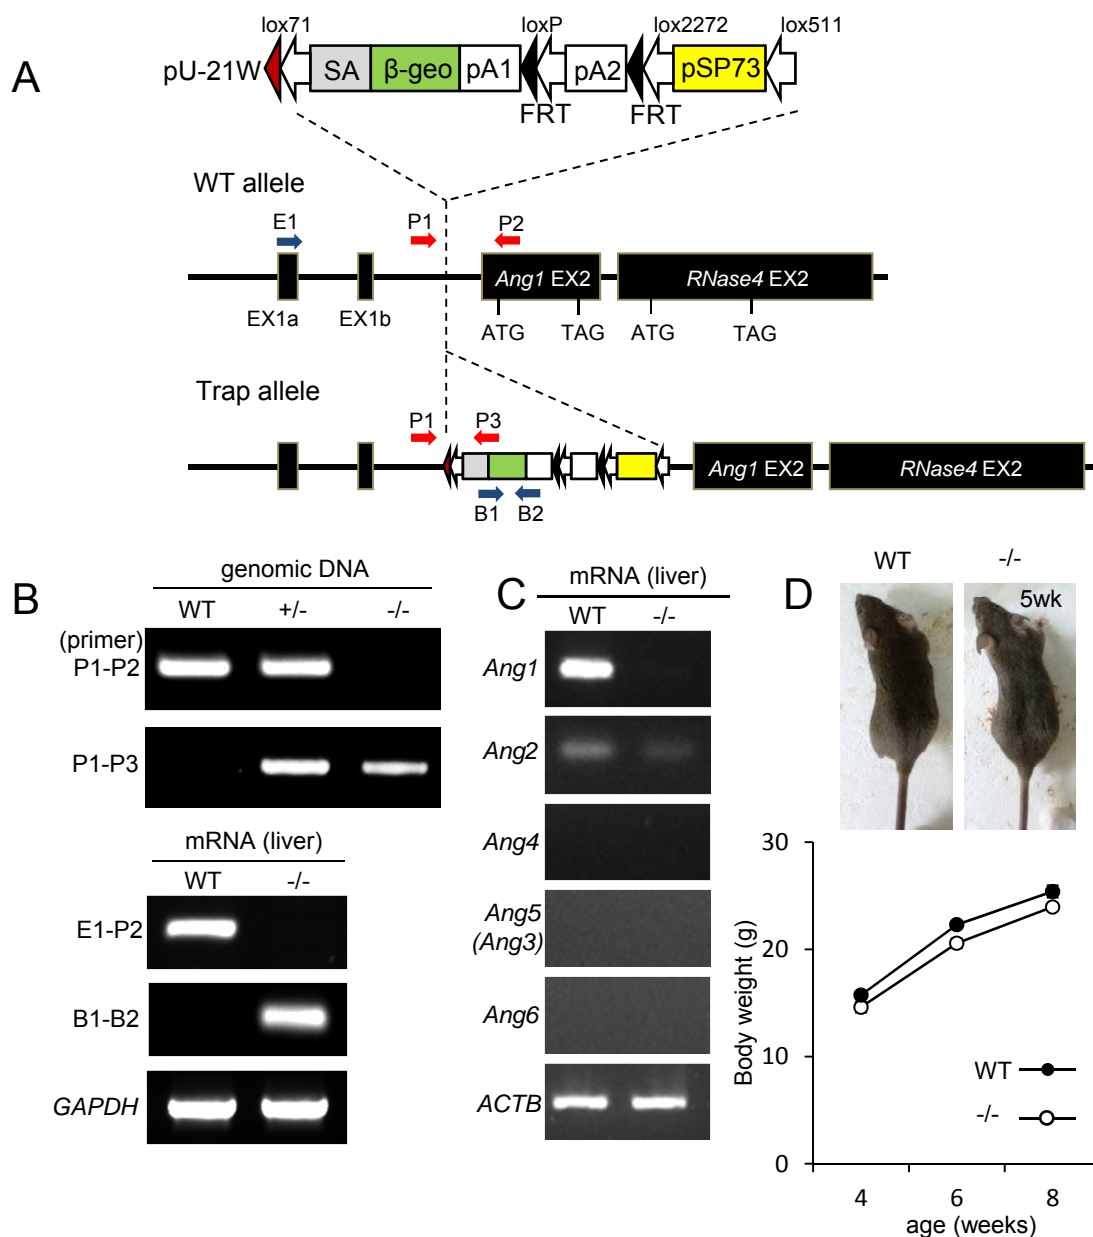 A
lox71
loxP
lox2272
lox511
pU-21W
SA
β-geo
pA1
pA2
pSP73
FRT
FRT
WT allele
E1
P1
P2
Ang1 EX2
RNase4 EX2
EX1a
EX1b
ATG
TAG
ATG
TAG
Trap allele
P1
P3
Ang1 EX2
RNase4 EX2
B1
B2
B
genomic DNA
WT
+/-
-/-
(primer)
P1-P2
P1-P3
mRNA (liver)
WT
-/-
E1-P2
B1-B2
GAPDH
C
mRNA (liver)
WT
-/-
Ang1
Ang2
Ang4
Ang5
(Ang3)
Ang6
ACTB
D
WT
-/-
5wk
30
20
10
0
Body weight (g)
WT
-/-
4
6
8
age (weeks)